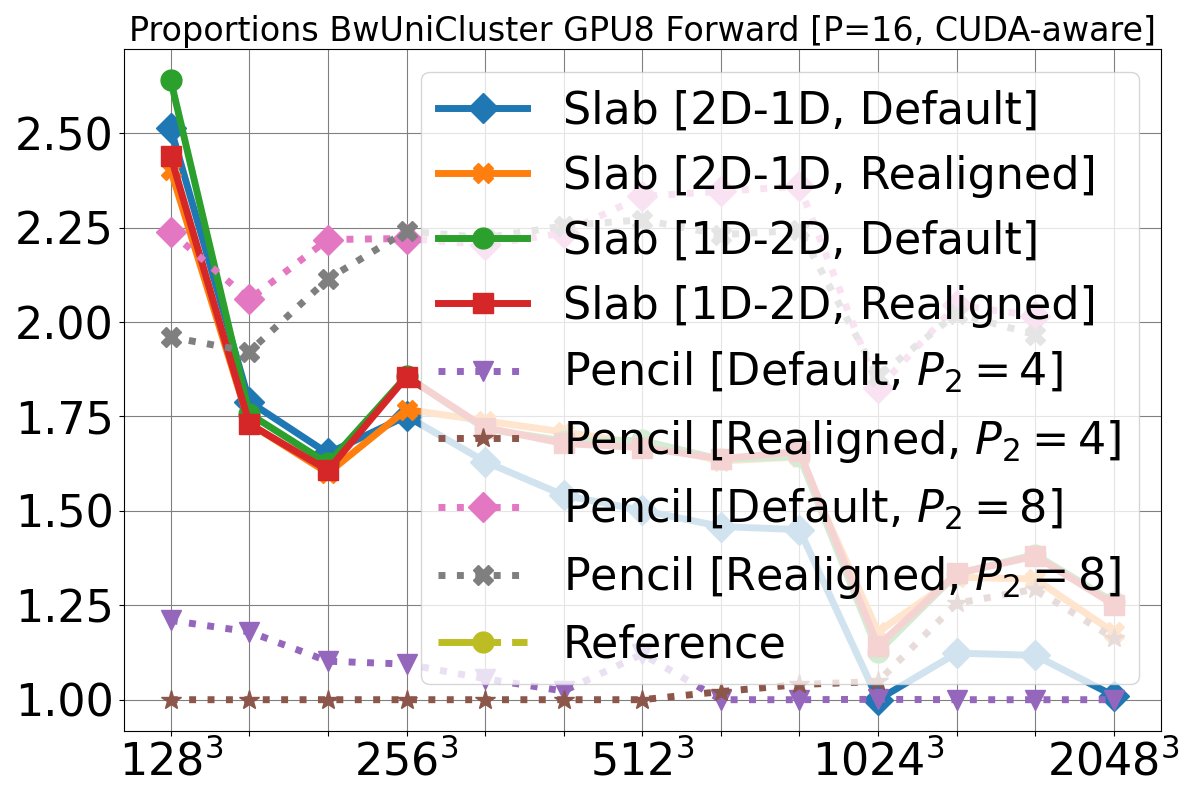 Proportions BwUniCluster GPU8 Forward [P=16, CUDA-aware]
2.50
2.25
2.00
1.75
1.50
1.25
1.00
Slab [2D-1D, Default]
Slab [2D-1D, Realigned]
Slab [1D-2D, Default]
Slab [1D-2D, Realigned]
Pencil [Default, P₂ = 4]
Pencil [Realigned, P₂ = 4]
Pencil [Default, P₂ = 8]
Pencil [Realigned, P₂ = 8]
Reference
128³ 256³ 512³ 1024³ 2048³